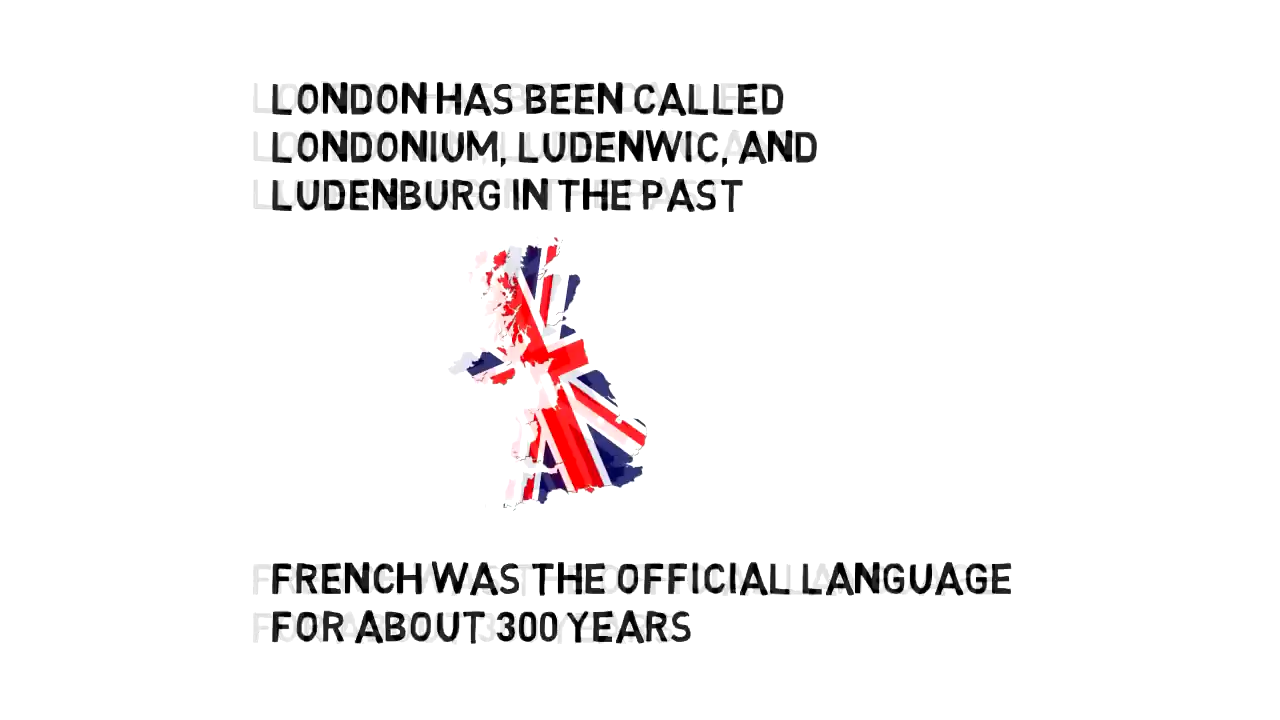 LONDON HAS BEEN CALLED
LONDONIUM, LUDENWIC, AND
LUDENBURG IN THE PAST
FRENCH WAS THE OFFICIAL LANGUAGE
FOR ABOUT 300 YEARS